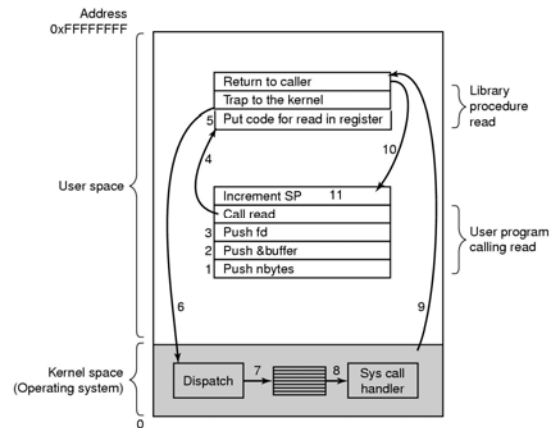 Address
0xFFFFFFFF
Return to caller
Trap to the kernel
5 Put code for read in register
Library
procedure
read
4
10
User space
Increment SP 11
Call read
3 Push fd
2 Push &buffer
1 Push nbytes
User program
calling read
6
9
Kernel space
(Operating system)
Dispatch
7
8
Sys call
handler
0